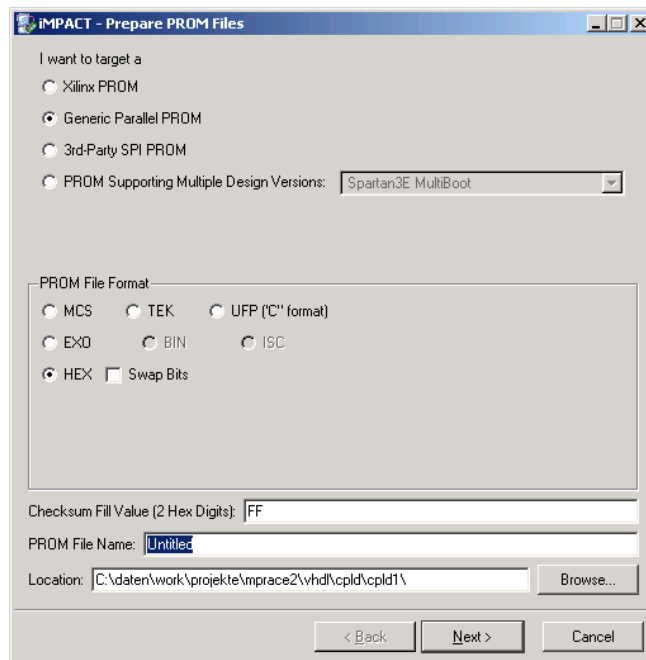 iMPACT - Prepare PROM Files
I want to target a
Xilinx PROM
Generic Parallel PROM
3rd-Party SPI PROM
PROM Supporting Multiple Design Versions: Spartan3E MultiBoot
PROM File Format
MCS TEK UFP ("C" format)
EXO BIN ISC
HEX Swap Bits
Checksum Fill Value (2 Hex Digits): FF
PROM File Name: Untitled
Location: C:\daten\work\projekte\mprace2\vhdl\cpld\cpld1\ Browse...
< Back Next > Cancel